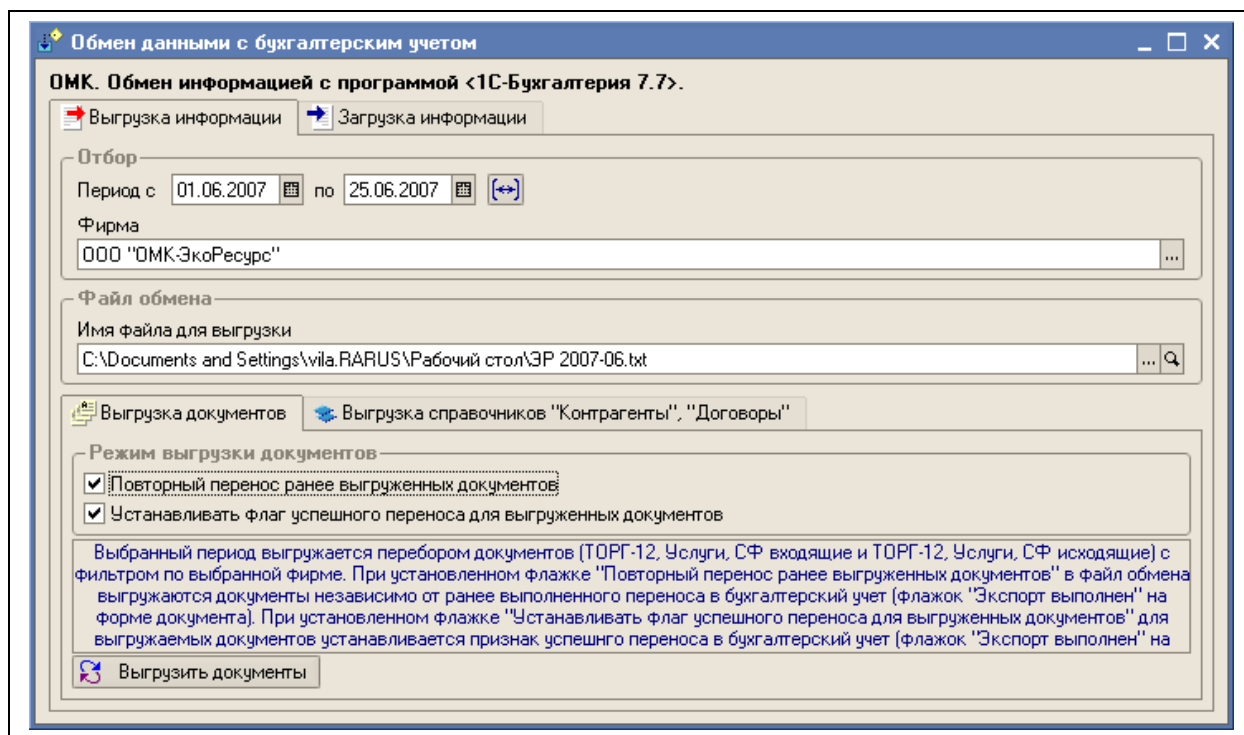 Обмен данными с бухгалтерским учетом
ОМК. Обмен информацией с программой <1С-Бухгалтерия 7.7>.
Выгрузка информации Загрузка информации
Отбор
Период с 01.06.2007 по 25.06.2007
Фирма
ООО "ОМК-ЭкоРесурс" ...
Файл обмена
Имя файла для выгрузки
C:\Documents and Settings\vila.RARUS\Рабочий стол\ЭР 2007-06.txt ...
Выгрузка документов Выгрузка справочников "Контрагенты", "Договоры"
Режим выгрузки документов
Повторный перенос ранее выгруженных документов
Устанавливать флаг успешного переноса для выгруженных документов
Выбранный период выгружается перебором документов (ТОРГ-12, Услуги, СФ входящие и ТОРГ-12, Услуги, СФ исходящие) с
фильтром по выбранной фирме. При установленном флажке "Повторный перенос ранее выгруженных документов" в файл обмена
выгружаются документы независимо от ранее выполненного переноса в бухгалтерский учет (флажок "Экспорт выполнен" на
форме документа). При установленном флажке "Устанавливать флаг успешного переноса для выгруженных документов" для
выгружаемых документов устанавливается признак успешнго переноса в бухгалтерский учет (флажок "Экспорт выполнен" на
Выгрузить документы